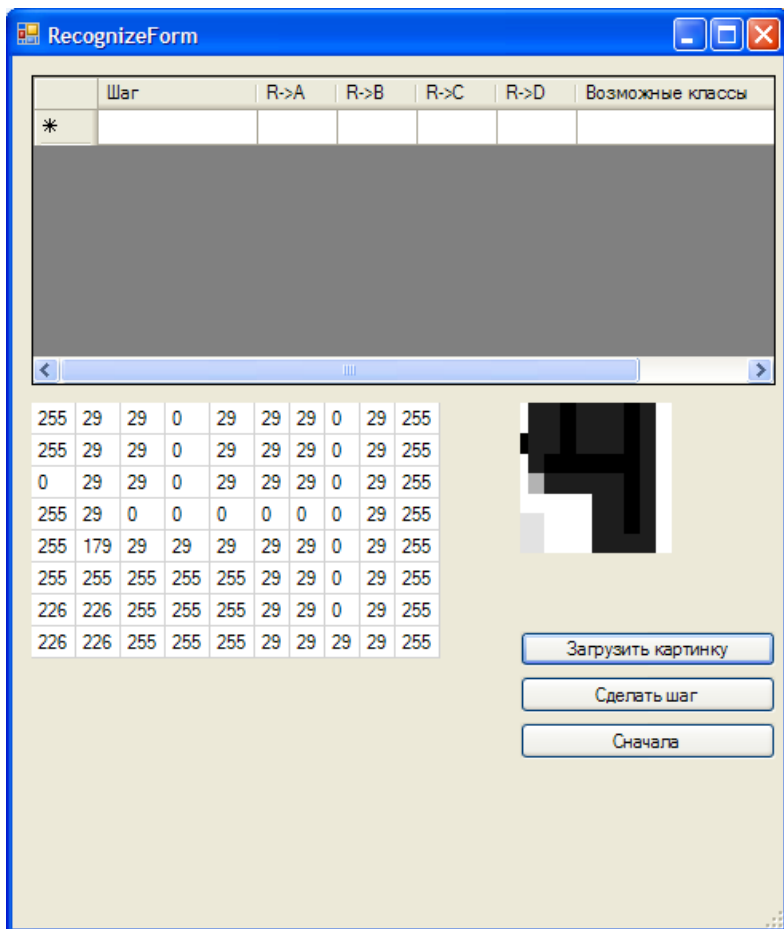 RecognizeForm
Шаг R->A R->B R->C R->D Возможные классы
*
255 29 29 0 29 29 29 0 29 255
255 29 29 0 29 29 29 0 29 255
0 29 29 0 29 29 29 0 29 255
255 29 0 0 0 0 0 0 29 255
255 179 29 29 29 29 29 0 29 255
255 255 255 255 255 29 29 0 29 255
226 226 255 255 255 29 29 0 29 255
226 226 255 255 255 29 29 29 29 255
Загрузить картинку
Сделать шаг
Сначала